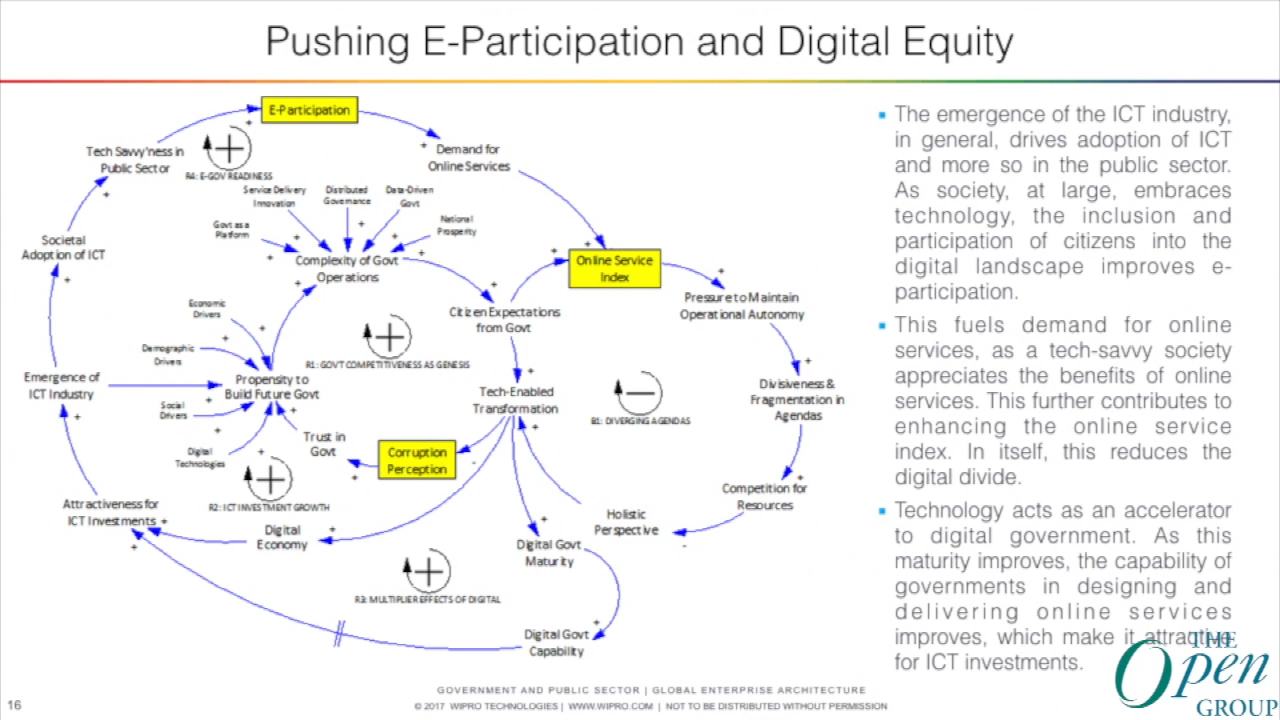 Pushing E-Participation and Digital Equity
E-Participation
Demand for
Online Services
Tech Savvy'ness in
Public Sector
R4: E-GOV READINESS
Service Delivery
Innovation
Distributed
Governance
Data-Driven
Govt
Govt as a
Platform
National
Prosperity
Societal
Adoption of ICT
Complexity of Govt
Operations
Online Service
Index
Pressure to Maintain
Operational Autonomy
Economic
Drivers
Citizen Expectations
from Govt
Demographic
Drivers
R1: GOV'T COMPETITIVENESS AS GENESIS
Emergence of
ICT Industry
Propensity to
Build Future Govt
Tech-Enabled
Transformation
Divisiveness &
Fragmentation in
Agendas
B1: DIVERGING AGENDAS
Social
Drivers
Trust in
Govt
Corruption
Perception
Digital
Technologies
R2: ICT INVESTMENT GROWTH
Attractiveness for
ICT Investments
Competition for
Resources
Holistic
Perspective
Digital
Economy
Digital Govt
Maturity
R3: MULTIPLIER EFFECTS OF DIGITAL
Digital Govt
Capability
The emergence of the ICT industry,
in general, drives adoption of ICT
and more so in the public sector.
As society, at large, embraces
technology, the inclusion and
participation of citizens into the
digital landscape improves e-
participation.
This fuels demand for online
services, as a tech-savvy society
appreciates the benefits of online
services. This further contributes to
enhancing the online service
index. In itself, this reduces the
digital divide.
Technology acts as an accelerator
to digital government. As this
maturity improves, the capability of
governments in designing and
delivering online services
improves, which make it attractive
for ICT investments.
THE
Open
GROUP
GOVERNMENT AND PUBLIC SECTOR | GLOBAL ENTERPRISE ARCHITECTURE
16
© 2017 WIPRO TECHNOLOGIES | WWW.WIPRO.COM | NOT TO BE DISTRIBUTED WITHOUT PERMISSION